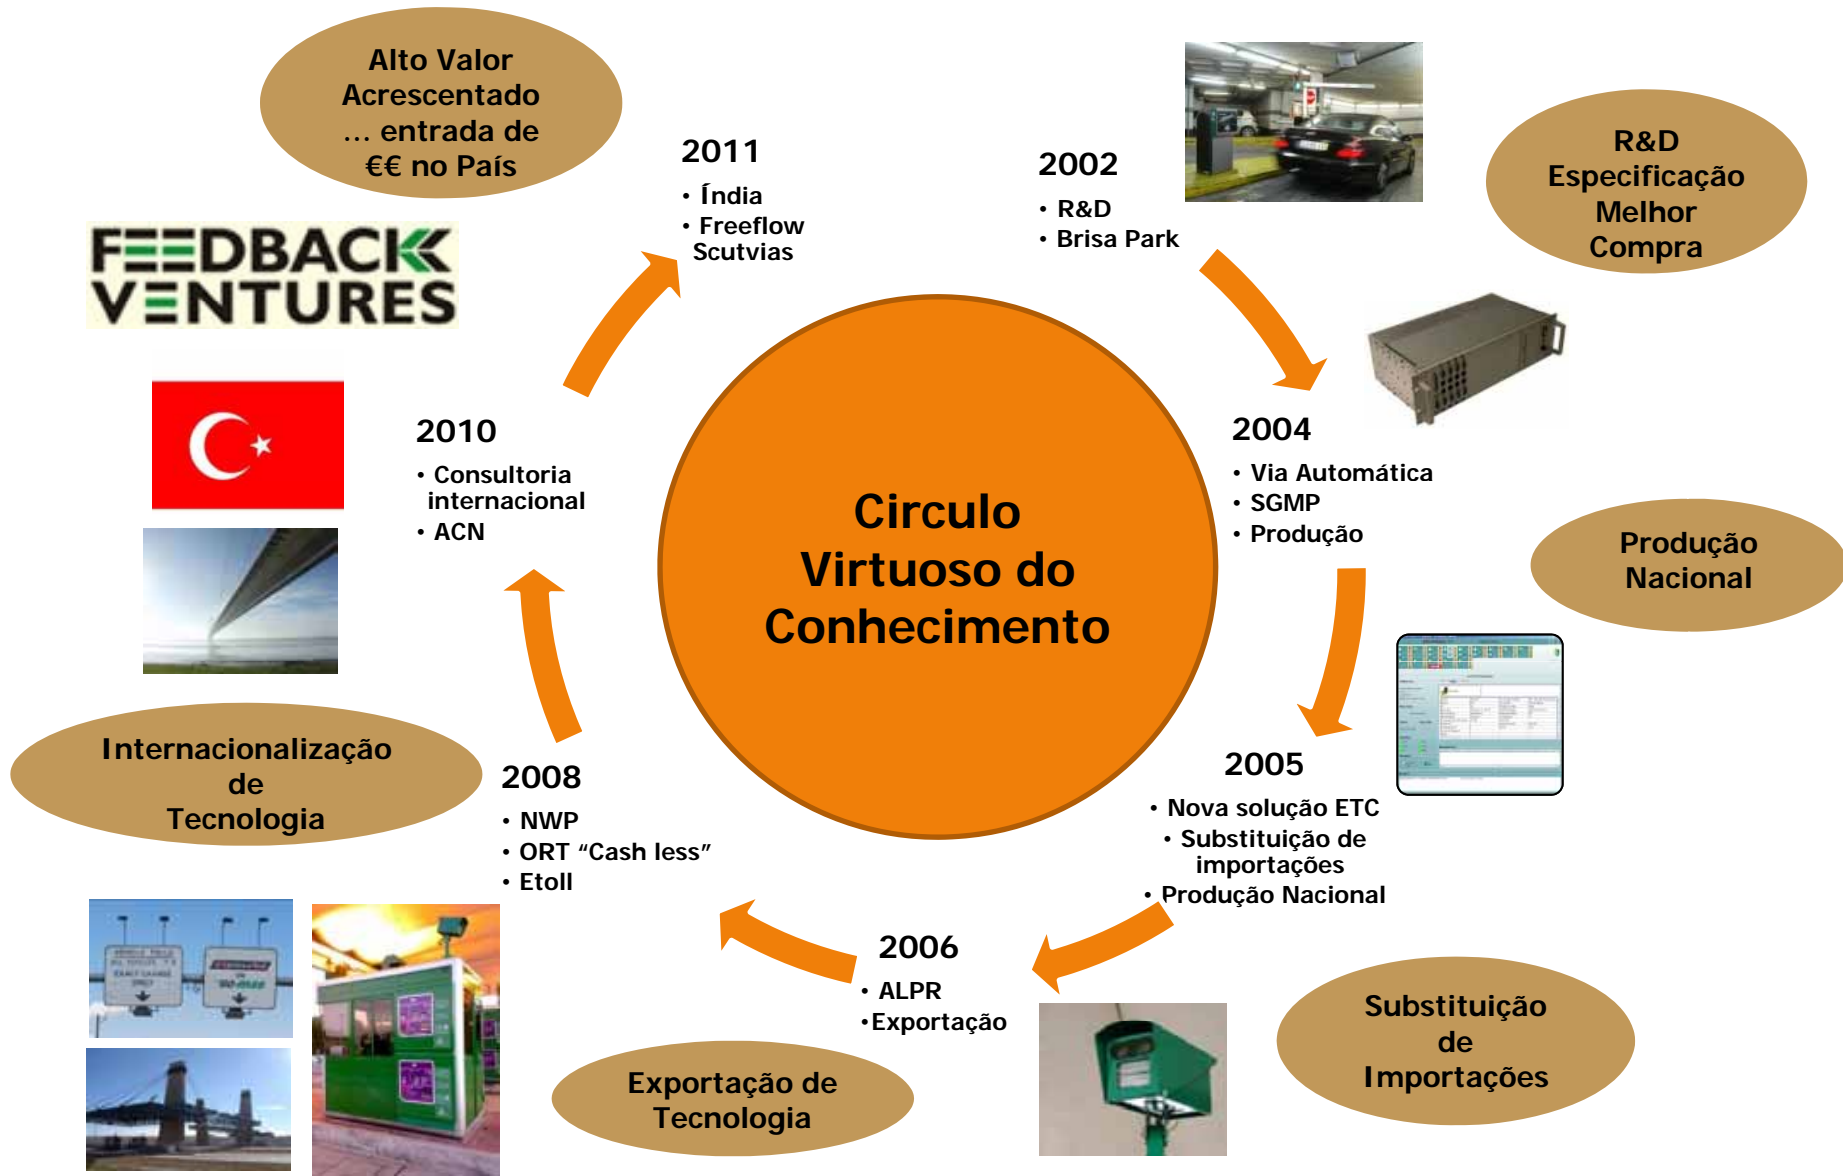 Alto Valor
Acrescentado
... entrada de
€€ no País
2011
• Índia
• Freeflow
Scutvias
2002
• R&D
• Brisa Park
R&D
Especificação
Melhor
Compra
FEEDBACK
VENTURES
2010
• Consultoria
internacional
• ACN
Circulo
Virtuoso do
Conhecimento
2004
• Via Automática
• SGMP
• Produção
Produção
Nacional
Internacionalização
de
Tecnologia
2008
• NWP
• ORT “Cash less”
• Etoll
2005
• Nova solução ETC
• Substituição de
importações
• Produção Nacional
2006
• ALPR
•Exportação
EXACT CHANGE
ONLY
Exportação de
Tecnologia
Substituição
de
Importações